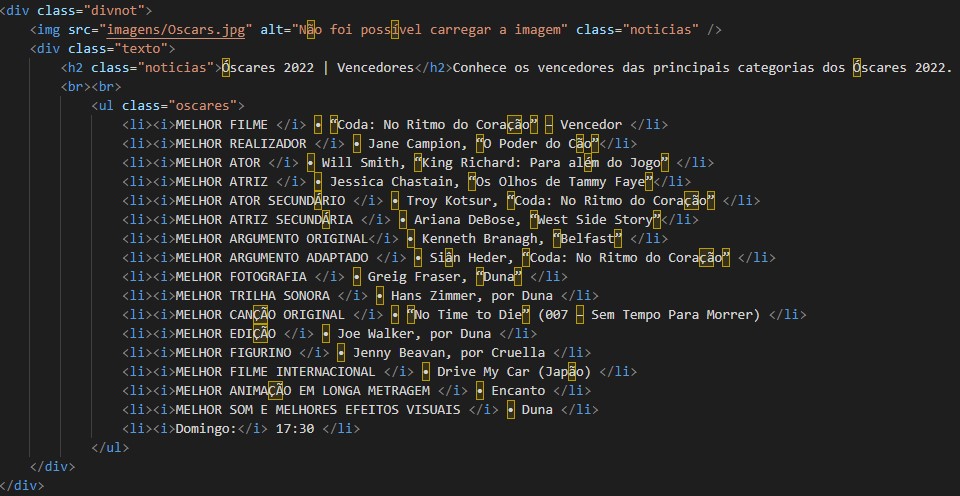 <div class="divnot">
<img src="imagens/Oscars.jpg" alt="Não foi possível carregar a imagem" class="noticias" />
<div class="texto">
<h2 class="noticias">Óscares 2022 | Vencedores</h2>Conhece os vencedores das principais categorias dos Óscares 2022.
<br><br>
<ul class="oscares">
<li><i>MELHOR FILME </i> • “Coda: No Ritmo do Coração” – Vencedor </li>
<li><i>MELHOR REALIZADOR </i> • Jane Campion, “O Poder do Cão”</li>
<li><i>MELHOR ATOR </i> • Will Smith, “King Richard: Para além do Jogo” </li>
<li><i>MELHOR ATRIZ </i> • Jessica Chastain, “Os Olhos de Tammy Faye”</li>
<li><i>MELHOR ATOR SECUNDÁRIO </i> • Troy Kotsur, “Coda: No Ritmo do Coração” </li>
<li><i>MELHOR ATRIZ SECUNDÁRIA </i> • Ariana DeBose, “West Side Story”</li>
<li><i>MELHOR ARGUMENTO ORIGINAL</i> • Kenneth Branagh, “Belfast” </li>
<li><i>MELHOR ARGUMENTO ADAPTADO </i> • Siân Heder, “Coda: No Ritmo do Coração” </li>
<li><i>MELHOR FOTOGRAFIA </i> • Greig Fraser, “Duna” </li>
<li><i>MELHOR TRILHA SONORA </i> • Hans Zimmer, por Duna </li>
<li><i>MELHOR CANÇÃO ORIGINAL </i> • “No Time to Die” (007 – Sem Tempo Para Morrer) </li>
<li><i>MELHOR EDIÇÃO </i> • Joe Walker, por Duna </li>
<li><i>MELHOR FIGURINO </i> • Jenny Beavan, por Cruella </li>
<li><i>MELHOR FILME INTERNACIONAL </i> • Drive My Car (Japão) </li>
<li><i>MELHOR ANIMAÇÃO EM LONGA METRAGEM </i> • Encanto </li>
<li><i>MELHOR SOM E MELHORES EFEITOS VISUAIS </i> • Duna </li>
<li><i>Domingo:</i> 17:30 </li>
</ul>
</div>
</div>